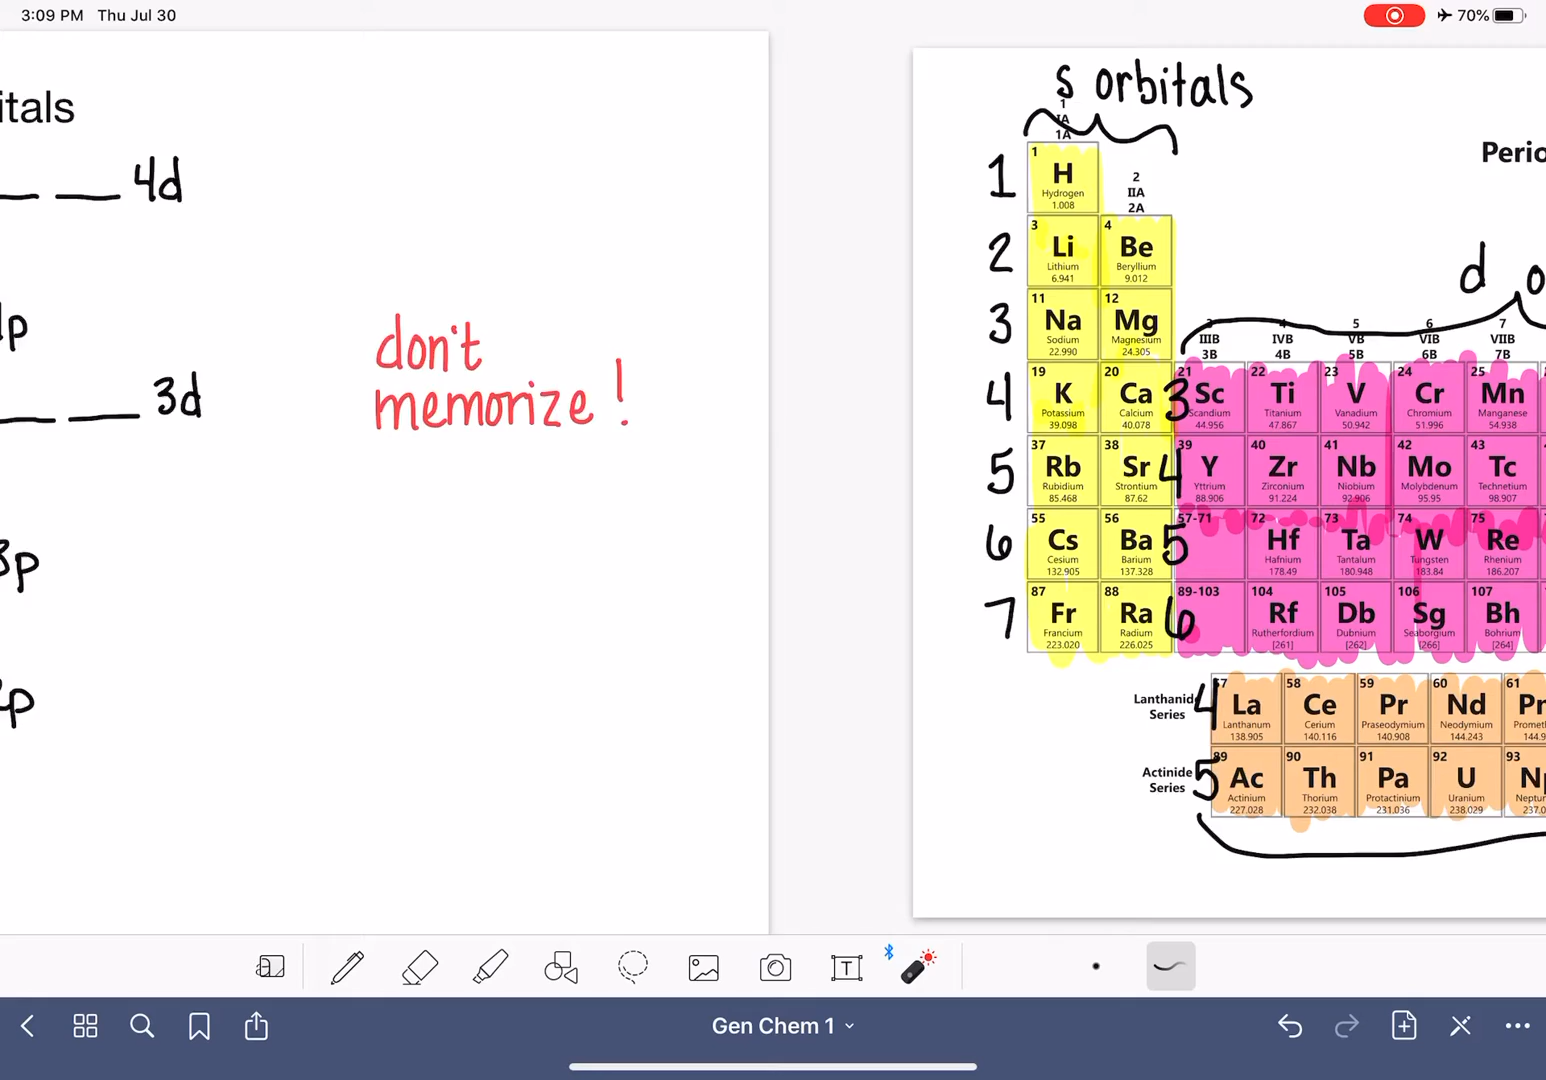 3:09 PM Thu Jul 30
70%
itals
4d
p
3d
3p
p
don't
memorize!
s orbitals
1
IA
1A
2
IIA
2A
Perio
d o
3
IIIB
3B
4
IVB
4B
5
VB
5B
6
VIB
6B
7
VIIB
7B
1
1
H
Hydrogen
1.008
2
3
Li
Lithium
6.941
4
Be
Beryllium
9.012
3
11
Na
Sodium
22.990
12
Mg
Magnesium
24.305
4
19
K
Potassium
39.098
20
Ca
Calcium
40.078
3
21
Sc
Scandium
44.956
22
Ti
Titanium
47.867
23
V
Vanadium
50.942
24
Cr
Chromium
51.996
25
Mn
Manganese
54.938
5
37
Rb
Rubidium
85.468
38
Sr
Strontium
87.62
4
39
Y
Yttrium
88.906
40
Zr
Zirconium
91.224
41
Nb
Niobium
92.906
42
Mo
Molybdenum
95.95
43
Tc
Technetium
98.907
6
55
Cs
Cesium
132.905
56
Ba
Barium
137.328
5
57-71
72
Hf
Hafnium
178.49
73
Ta
Tantalum
180.948
74
W
Tungsten
183.84
75
Re
Rhenium
186.207
7
87
Fr
Francium
223.020
88
Ra
Radium
226.025
6
89-103
104
Rf
Rutherfordium
[261]
105
Db
Dubnium
[262]
106
Sg
Seaborgium
[266]
107
Bh
Bohrium
[264]
Lanthanide
Series
4
57
La
Lanthanum
138.905
58
Ce
Cerium
140.116
59
Pr
Praseodymium
140.908
60
Nd
Neodymium
144.243
61
Pr
Prometh
144.9
Actinide
Series
5
89
Ac
Actinium
227.028
90
Th
Thorium
232.038
91
Pa
Protactinium
231.036
92
U
Uranium
238.029
93
Np
Neptun
237.0
T
Gen Chem 1